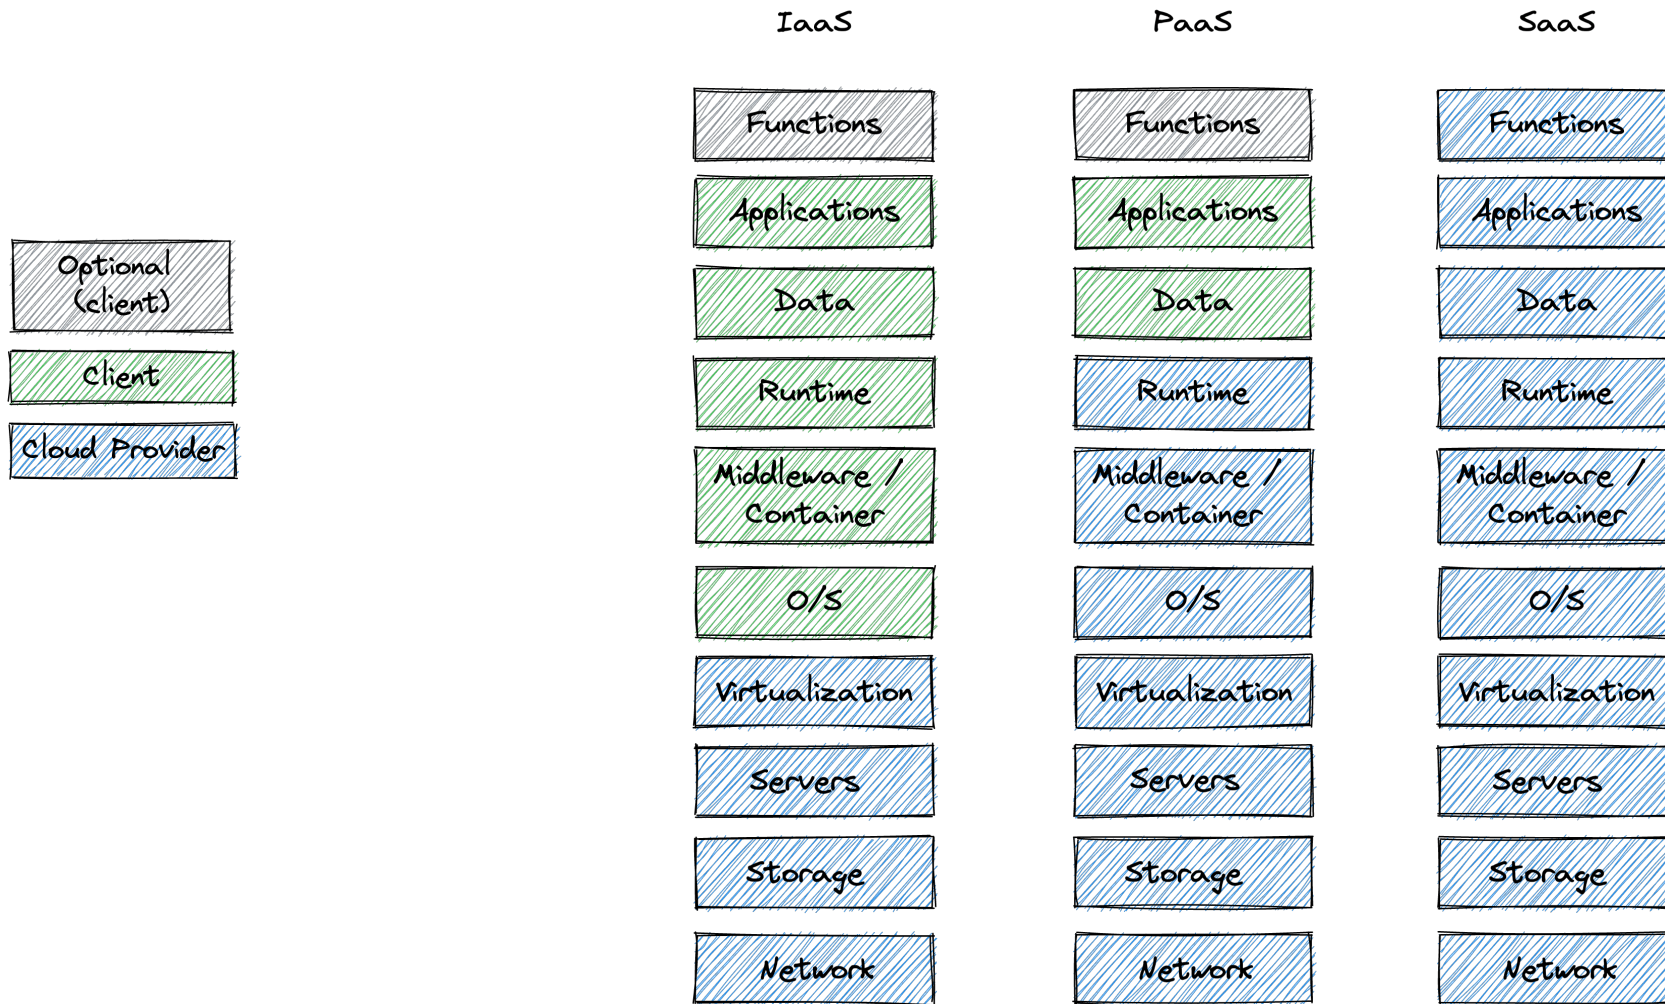 IaaS
PaaS
SaaS
Optional
(client)
Client
Cloud Provider
Functions
Applications
Data
Runtime
Middleware /
Container
O/S
Virtualization
Servers
Storage
Network
Functions
Applications
Data
Runtime
Middleware /
Container
O/S
Virtualization
Servers
Storage
Network
Functions
Applications
Data
Runtime
Middleware /
Container
O/S
Virtualization
Servers
Storage
Network